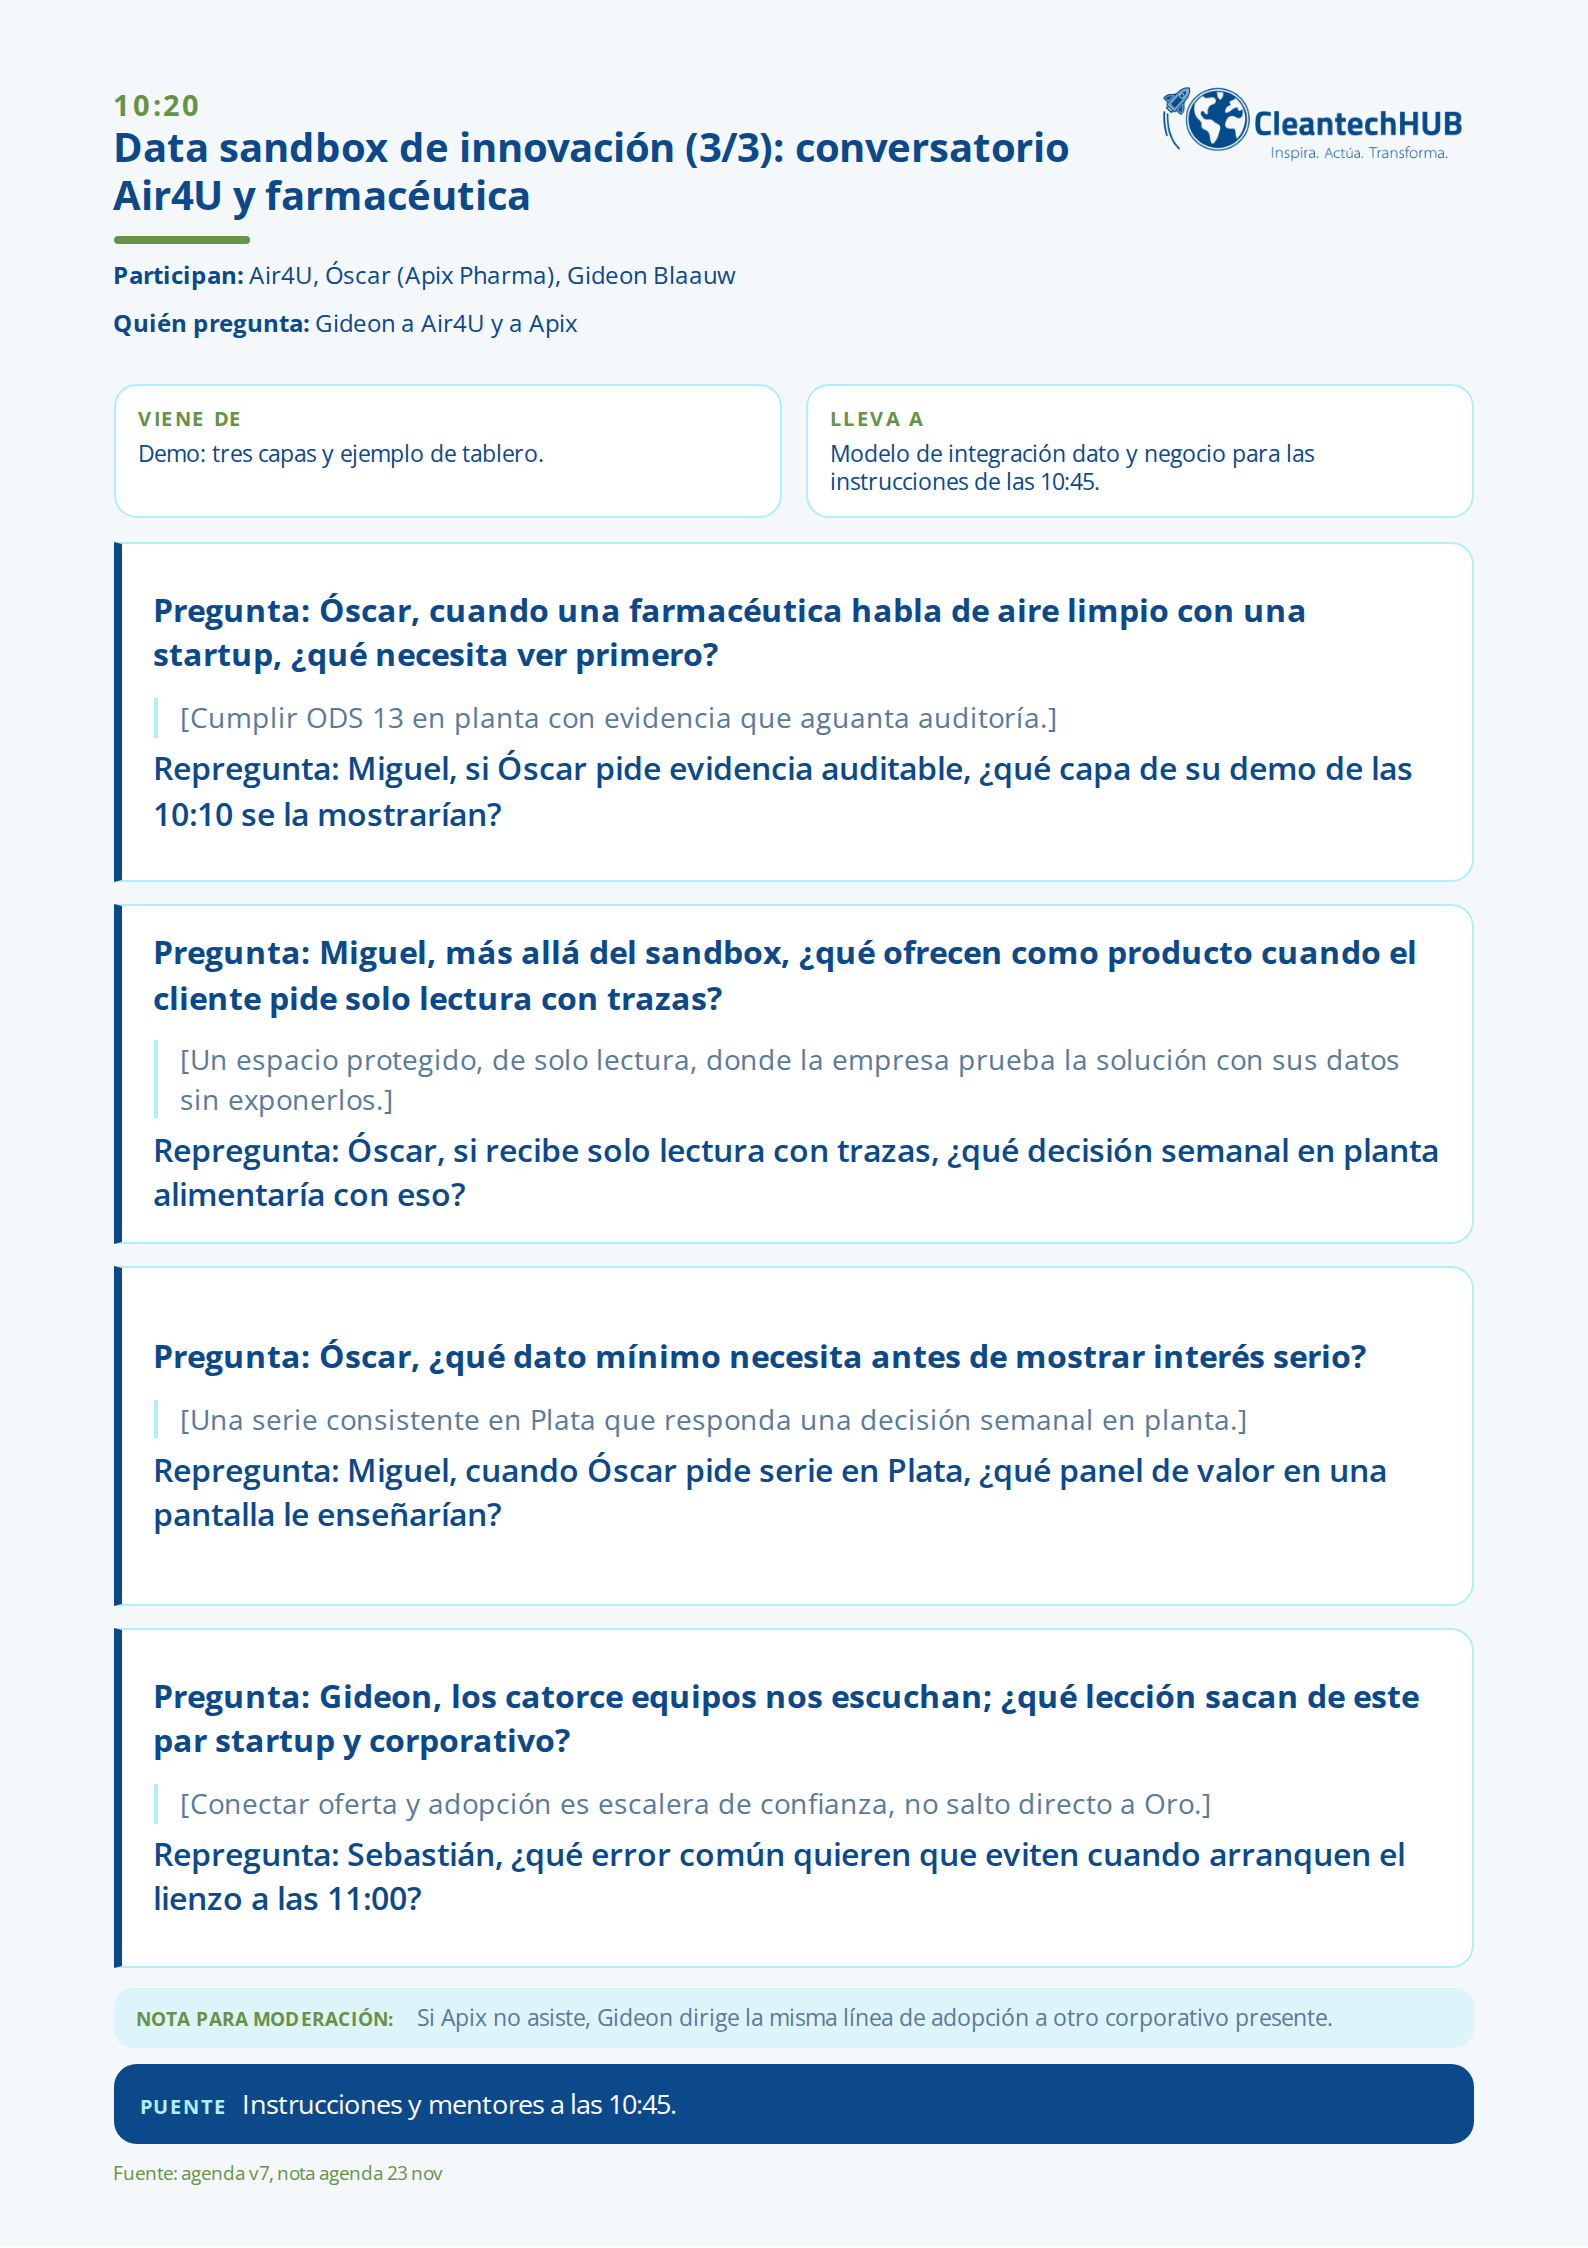 10:20
Data sandbox de innovación (3/3): conversatorio
Air4U y farmacéutica
CleantechHUB
Inspira. Actúa. Transforma.
Participan: Air4U, Óscar (Apix Pharma), Gideon Blaauw
Quién pregunta: Gideon a Air4U y a Apix
VIENE DE
Demo: tres capas y ejemplo de tablero.
LLEVA A
Modelo de integración dato y negocio para las
instrucciones de las 10:45.
Pregunta: Óscar, cuando una farmacéutica habla de aire limpio con una
startup, ¿qué necesita ver primero?
[Cumplir ODS 13 en planta con evidencia que aguanta auditoría.]
Repregunta: Miguel, si Óscar pide evidencia auditable, ¿qué capa de su demo de las
10:10 se la mostrarían?
Pregunta: Miguel, más allá del sandbox, ¿qué ofrecen como producto cuando el
cliente pide solo lectura con trazas?
[Un espacio protegido, de solo lectura, donde la empresa prueba la solución con sus datos
sin exponerlos.]
Repregunta: Óscar, si recibe solo lectura con trazas, ¿qué decisión semanal en planta
alimentaría con eso?
Pregunta: Óscar, ¿qué dato mínimo necesita antes de mostrar interés serio?
[Una serie consistente en Plata que responda una decisión semanal en planta.]
Repregunta: Miguel, cuando Óscar pide serie en Plata, ¿qué panel de valor en una
pantalla le enseñarían?
Pregunta: Gideon, los catorce equipos nos escuchan; ¿qué lección sacan de este
par startup y corporativo?
[Conectar oferta y adopción es escalera de confianza, no salto directo a Oro.]
Repregunta: Sebastián, ¿qué error común quieren que eviten cuando arranquen el
lienzo a las 11:00?
NOTA PARA MODERACIÓN: Si Apix no asiste, Gideon dirige la misma línea de adopción a otro corporativo presente.
PUENTE Instrucciones y mentores a las 10:45.
Fuente: agenda v7, nota agenda 23 nov